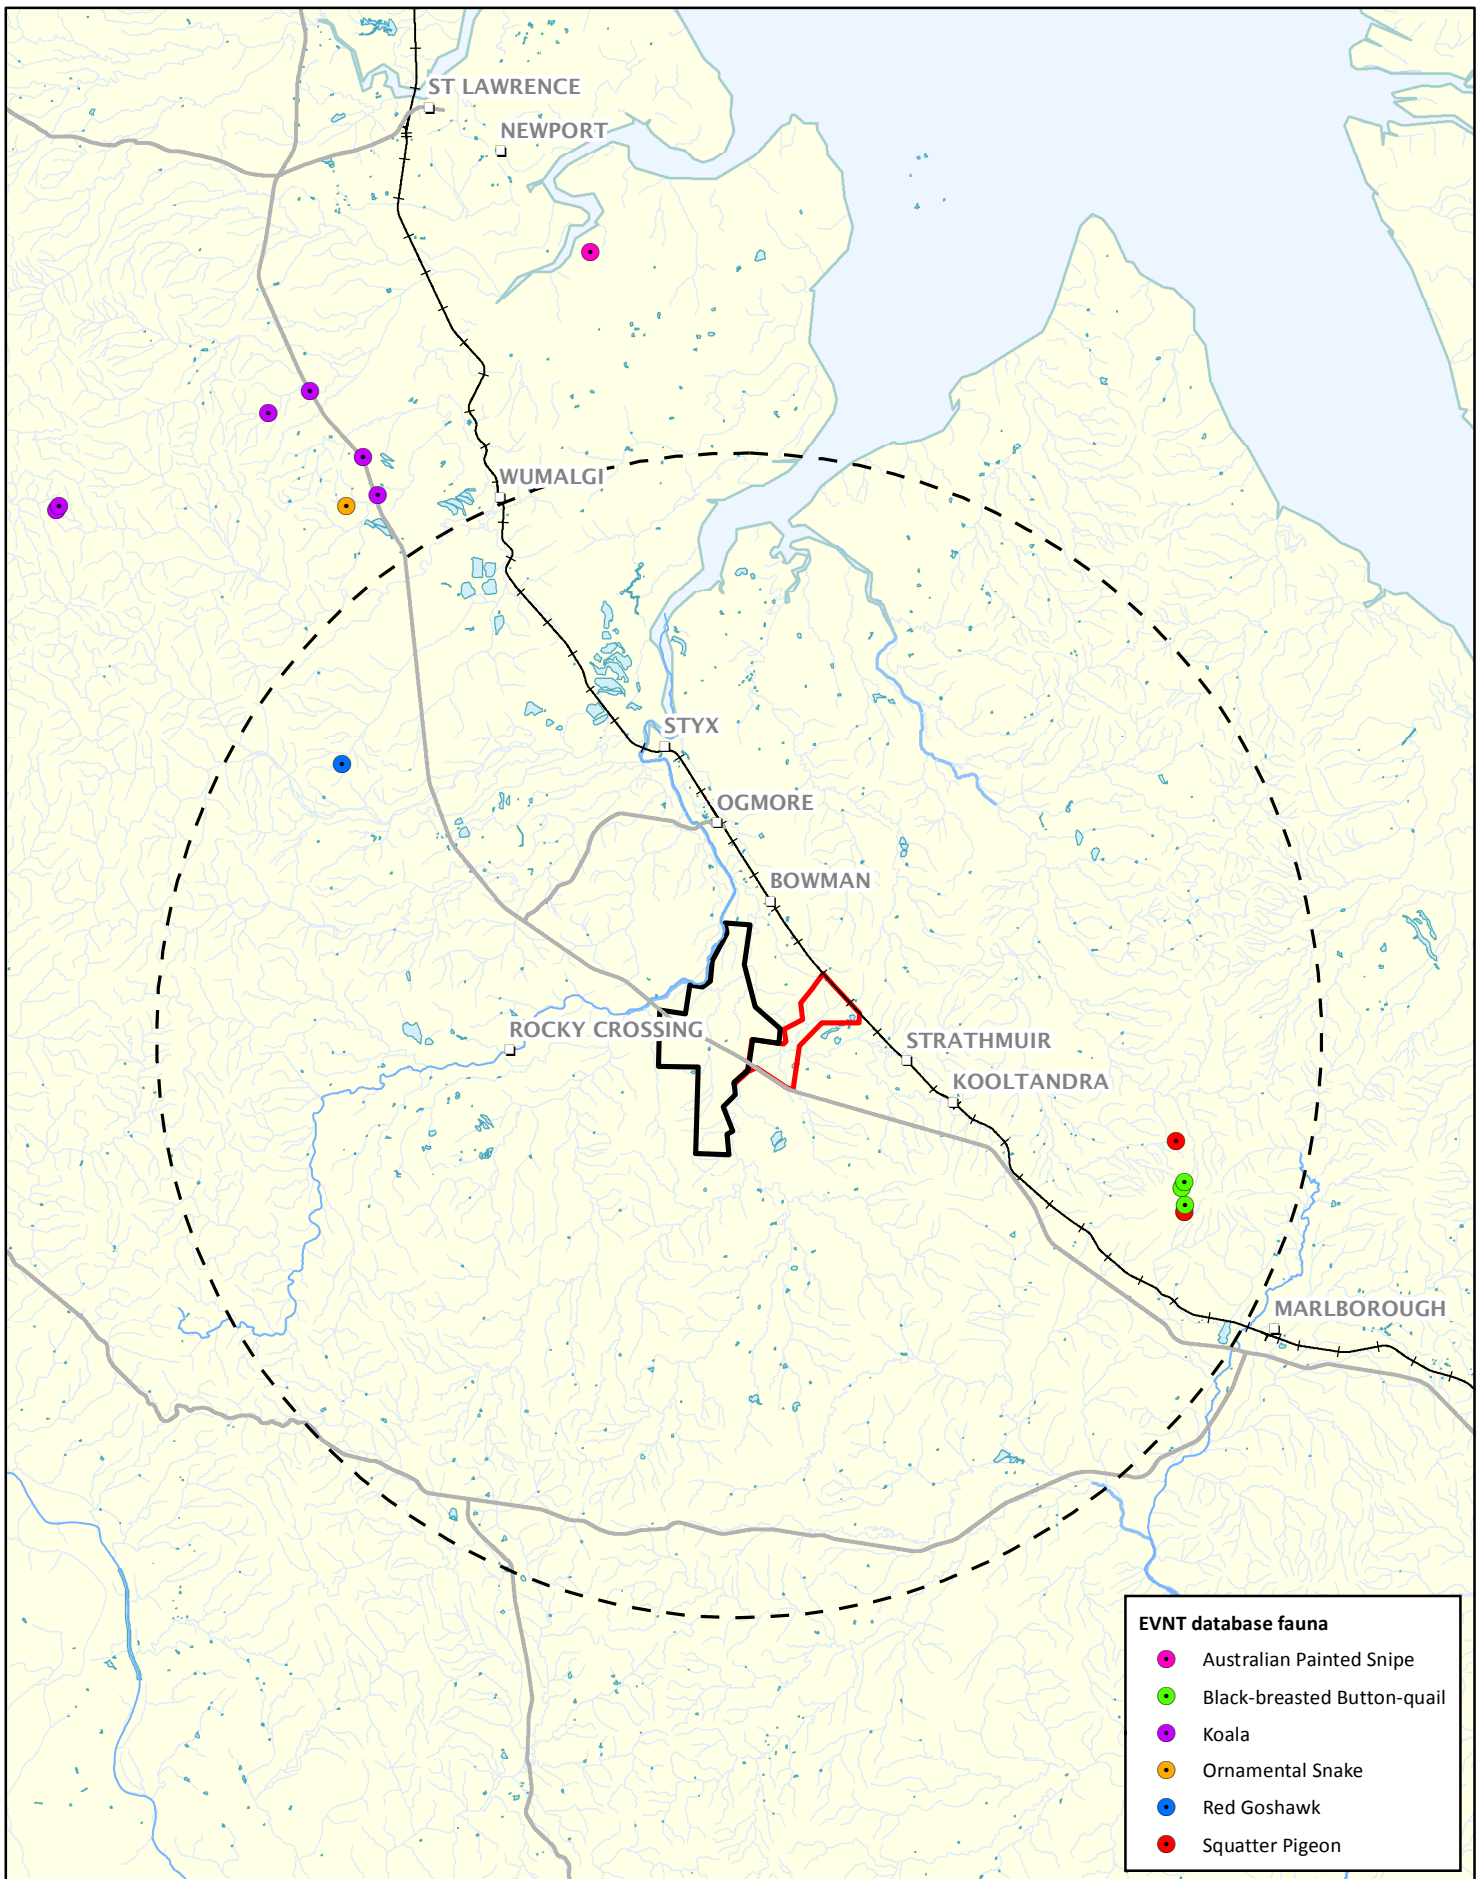 ST LAWRENCE
NEWPORT
WUMALGI
STYX
OGMORE
BOWMAN
ROCKY CROSSING
STRATHMUIR
KOOLTANDRA
MARLBOROUGH
EVNT database fauna
Australian Painted Snipe
Black-breasted Button-quail
Koala
Ornamental Snake
Red Goshawk
Squatter Pigeon